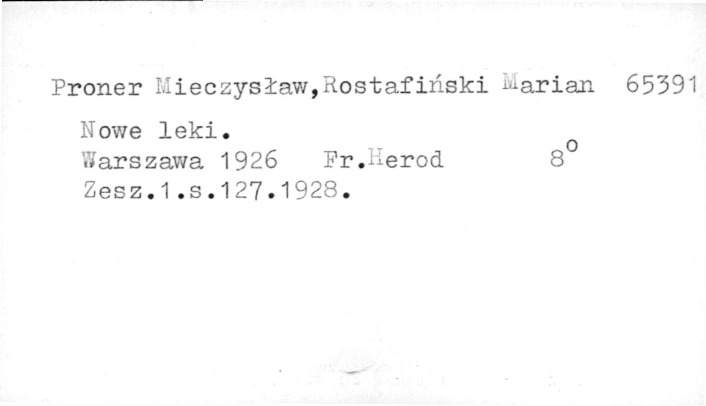 Proner Mieczysław,Rostafiński Marian 65391
Nowe leki.
Warszawa 1926 Fr.Herod 8°
Zesz.1.s.127.1928.